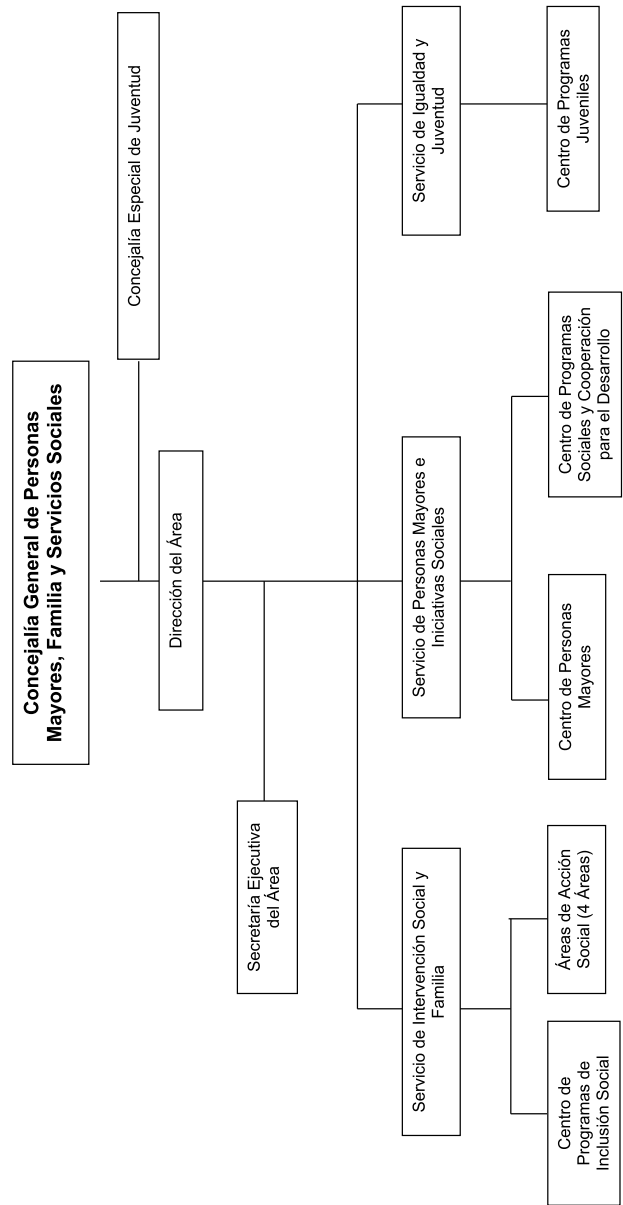 Concejalía General de Personas
Mayores, Familia y Servicios Sociales
Concejalía Especial de Juventud
Dirección del Área
Secretaría Ejecutiva
del Área
Servicio de Intervención Social y
Familia
Servicio de Personas Mayores e
Iniciativas Sociales
Servicio de Igualdad y
Juventud
Centro de
Programas de
Inclusión Social
Áreas de Acción
Social (4 Áreas)
Centro de Personas
Mayores
Centro de Programas
Sociales y Cooperación
para el Desarrollo
Centro de Programas
Juveniles